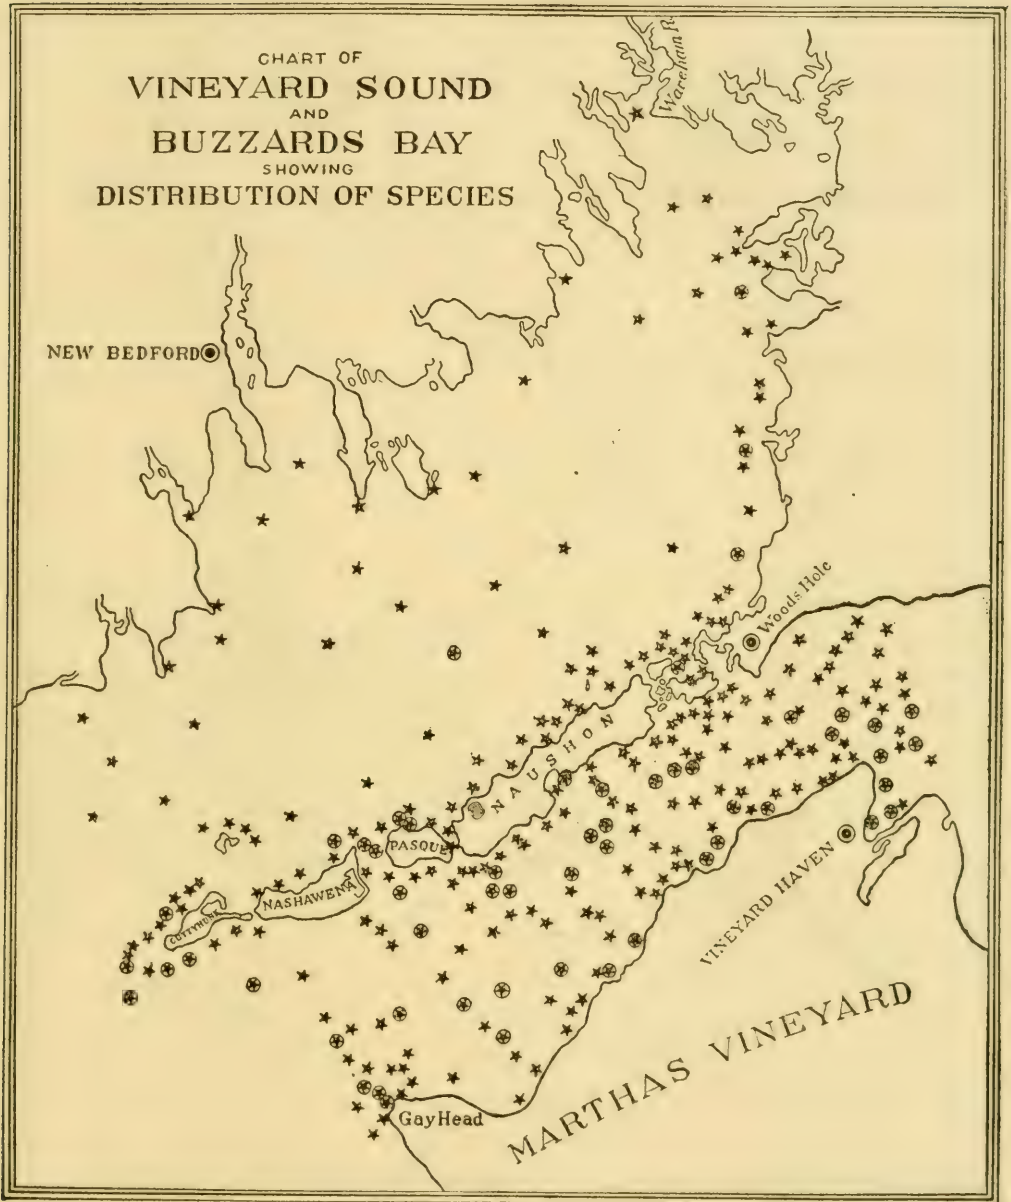 CHART OF
VINEYARD SOUND
AND
BUZZARDS BAY
SHOWING
DISTRIBUTION OF SPECIES
Wareham R.
NEW BEDFORD
Woods Hole
NAUSHON
PASQUE
NASHAWENA
CUTTYHUNK
VINEYARD HAVEN
MARTHAS VINEYARD
Gay Head